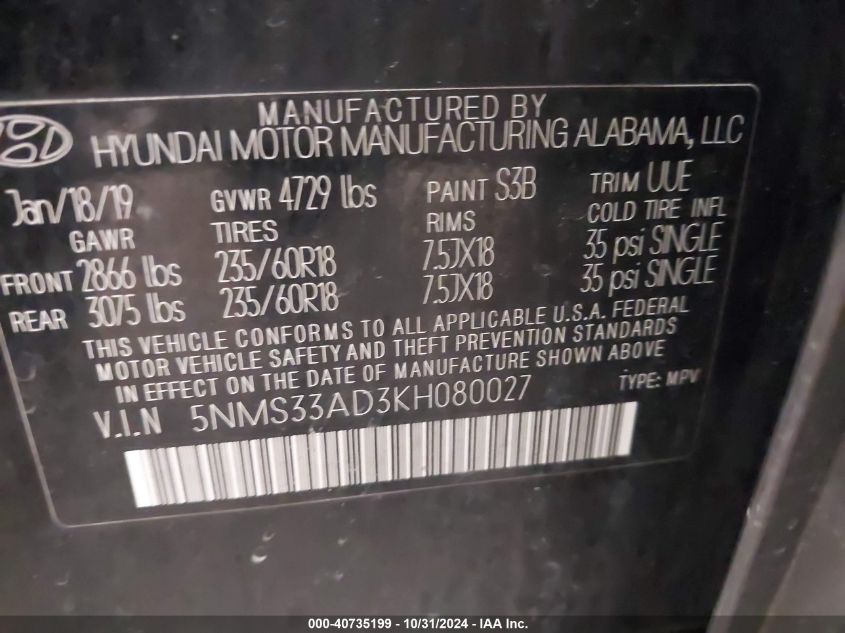 MANUFACTURED BY
HYUNDAI MOTOR MANUFACTURING ALABAMA, LLC
Jan/18/19 GVWR 4729 lbs PAINT S3B TRIM UUE
GAWR TIRES RIMS COLD TIRE INFL
FRONT 2866 lbs 235/60R18 7.5JX18 35 psi SINGLE
REAR 3075 lbs 235/60R18 7.5JX18 35 psi SINGLE
THIS VEHICLE CONFORMS TO ALL APPLICABLE U.S.A. FEDERAL
MOTOR VEHICLE SAFETY AND THEFT PREVENTION STANDARDS
IN EFFECT ON THE DATE OF MANUFACTURE SHOWN ABOVE
V.I.N 5NMS33AD3KH080027 TYPE: MPV
000-40735199 - 10/31/2024 - IAA Inc.